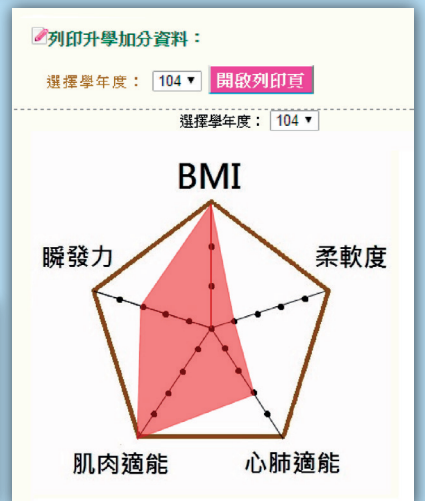 列印升學加分資料：
選擇學年度： 104 開啟列印頁
選擇學年度： 104
BMI
瞬發力
柔軟度
肌肉適能
心肺適能